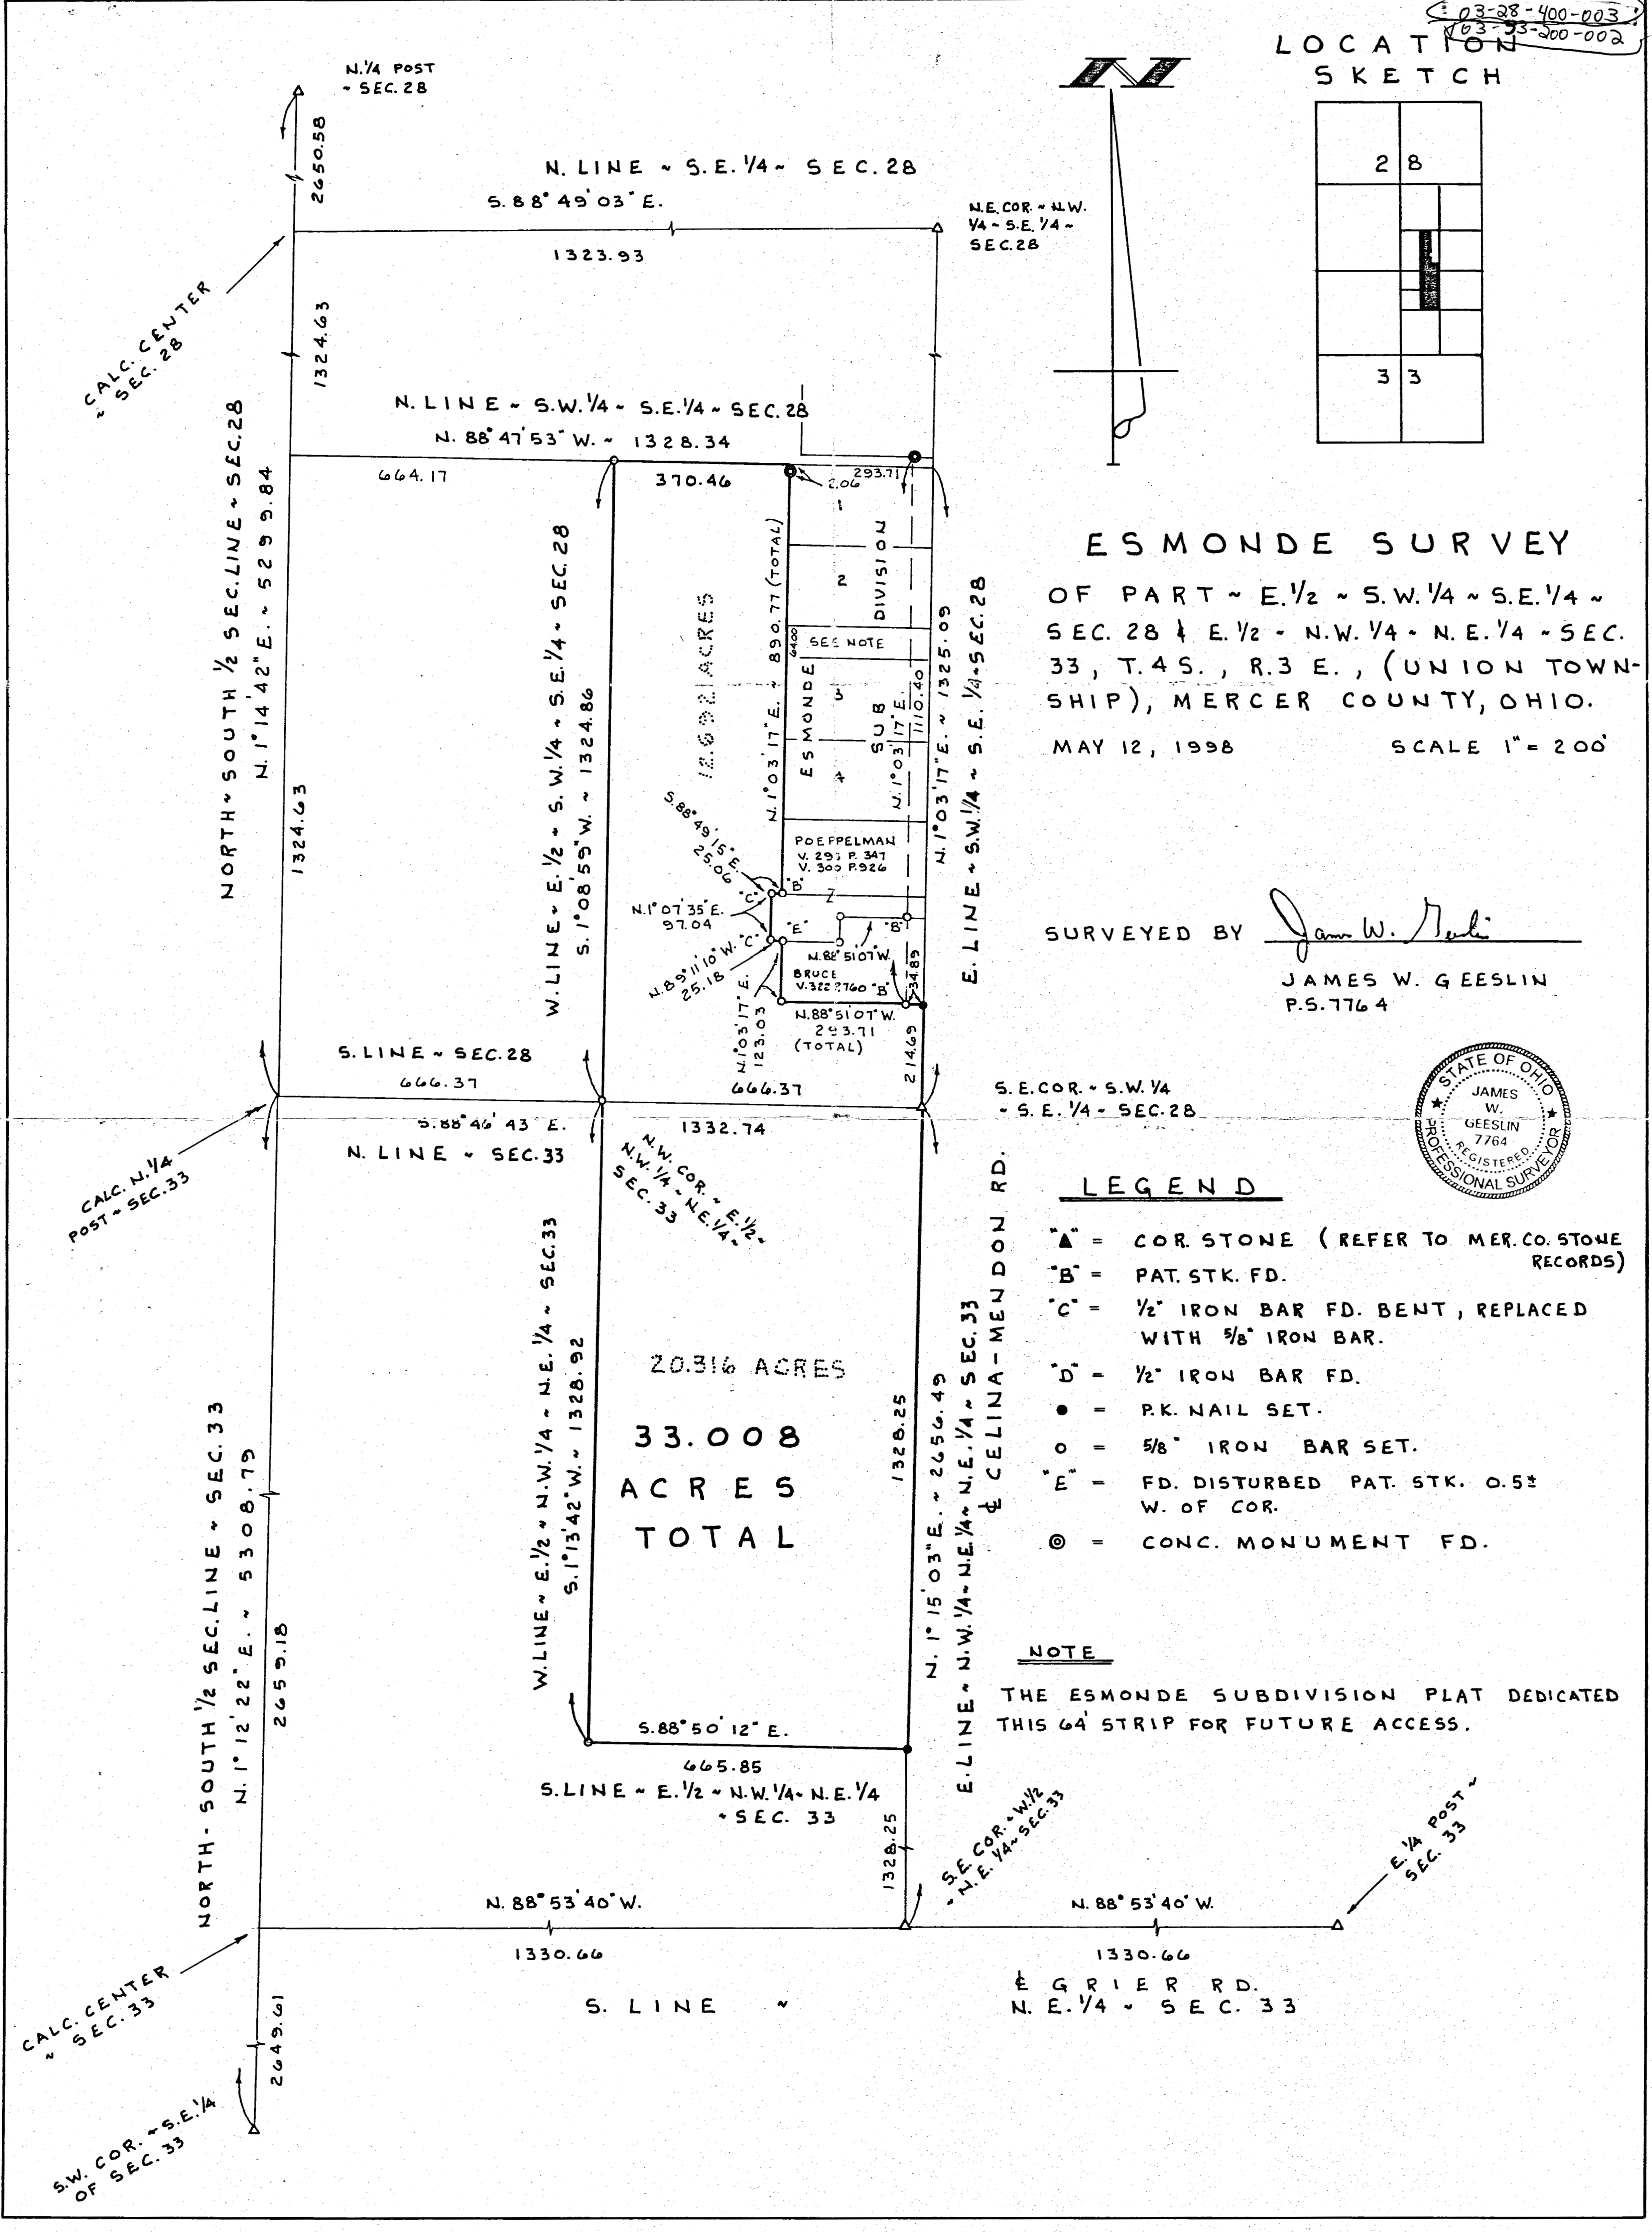 03-28-400-003
03-33-200-002
LOCATION
SKETCH
2 8
3 3
N
N. 1/4 POST
~ SEC. 28
2650.58
N. LINE ~ S.E. 1/4 ~ SEC. 28
S. 88° 49' 03" E.
1323.93
N.E. COR. ~ N.W.
1/4 ~ S.E. 1/4 ~
SEC. 28
CALC. CENTER
~ SEC. 28
1324.63
N. LINE ~ S.W. 1/4 ~ S.E. 1/4 ~ SEC. 28
N. 88° 47' 53" W. ~ 1328.34
664.17
370.46
2.06
293.71
NORTH ~ SOUTH 1/2 SEC. LINE ~ SEC. 28
N. 1° 14' 42" E. ~ 5299.84
1324.63
W. LINE ~ E. 1/2 ~ S.W. 1/4 ~ S.E. 1/4 ~ SEC. 28
S. 1° 08' 59" W. ~ 1324.86
12.692 ACRES
N. 1° 03' 17" E. ~ 890.77 (TOTAL)
1
2
SEE NOTE
64.00
3
4
ESMONDE
SUB
DIVISION
N. 1° 03' 17" E.
1110.40
N. 1° 03' 17" E. ~ 1325.09
E. LINE ~ S.W. 1/4 ~ S.E. 1/4 ~ SEC. 28
POEPPELMAN
V. 293 P. 347
V. 300 P. 926
S. 88° 49' 15" E.
25.06
"B"
"C"
N. 1° 07' 35" E.
97.04
"C"
"E"
"B"
N. 89° 11' 10" W.
25.18
N. 88° 51' 07" W.
BRUCE
V. 322 P. 760 "B"
34.89
N. 1° 03' 17" E.
123.03
N. 88° 51' 07" W.
293.71
(TOTAL)
214.69
S. LINE ~ SEC. 28
666.37
666.37
S. 88° 46' 43" E.
1332.74
N. LINE ~ SEC. 33
S.E. COR. ~ S.W. 1/4
~ S.E. 1/4 ~ SEC. 28
CALC. N. 1/4
POST ~ SEC. 33
N.W. COR. ~ E. 1/2 ~
N.W. 1/4 ~ N.E. 1/4 ~
SEC. 33
ESMONDE SURVEY
OF PART ~ E. 1/2 ~ S.W. 1/4 ~ S.E. 1/4 ~
SEC. 28 & E. 1/2 ~ N.W. 1/4 ~ N.E. 1/4 ~ SEC.
33, T. 4 S., R. 3 E., (UNION TOWN-
SHIP), MERCER COUNTY, OHIO.
MAY 12, 1998 SCALE 1" = 200'
SURVEYED BY James W. Geeslin
JAMES W. GEESLIN
P.S. 7764
STATE OF OHIO
JAMES
W.
GEESLIN
7764
REGISTERED
PROFESSIONAL SURVEYOR
LEGEND
"▲" = COR. STONE (REFER TO MER. CO. STONE
RECORDS)
"B" = PAT. STK. FD.
"C" = 1/2" IRON BAR FD. BENT, REPLACED
WITH 5/8" IRON BAR.
"D" = 1/2" IRON BAR FD.
● = P.K. NAIL SET.
○ = 5/8" IRON BAR SET.
"E" = FD. DISTURBED PAT. STK. 0.5±
W. OF COR.
◎ = CONC. MONUMENT FD.
NOTE
THE ESMONDE SUBDIVISION PLAT DEDICATED
THIS 64' STRIP FOR FUTURE ACCESS.
W. LINE ~ E. 1/2 ~ N.W. 1/4 ~ N.E. 1/4 ~ SEC. 33
S. 1° 13' 42" W. ~ 1328.92
20.316 ACRES
33.008
ACRES
TOTAL
1328.25
N. 1° 15' 03" E. ~ 2656.49
E. LINE ~ N.W. 1/4 ~ N.E. 1/4 ~ N.E. 1/4 ~ SEC. 33
℄ CELINA-MENDON RD.
NORTH - SOUTH 1/2 SEC. LINE ~ SEC. 33
N. 1° 12' 22" E. ~ 5308.79
2659.18
S. 88° 50' 12" E.
665.85
S. LINE ~ E. 1/2 ~ N.W. 1/4 ~ N.E. 1/4
~ SEC. 33
1328.25
S.E. COR. ~ W. 1/2
~ N.E. 1/4 ~ SEC. 33
E. 1/4 POST ~
SEC. 33
N. 88° 53' 40" W.
1330.66
N. 88° 53' 40" W.
1330.66
CALC. CENTER
~ SEC. 33
S. LINE ~
℄ GRIER RD.
N.E. 1/4 ~ SEC. 33
2649.61
S.W. COR. ~ S.E. 1/4
OF SEC. 33